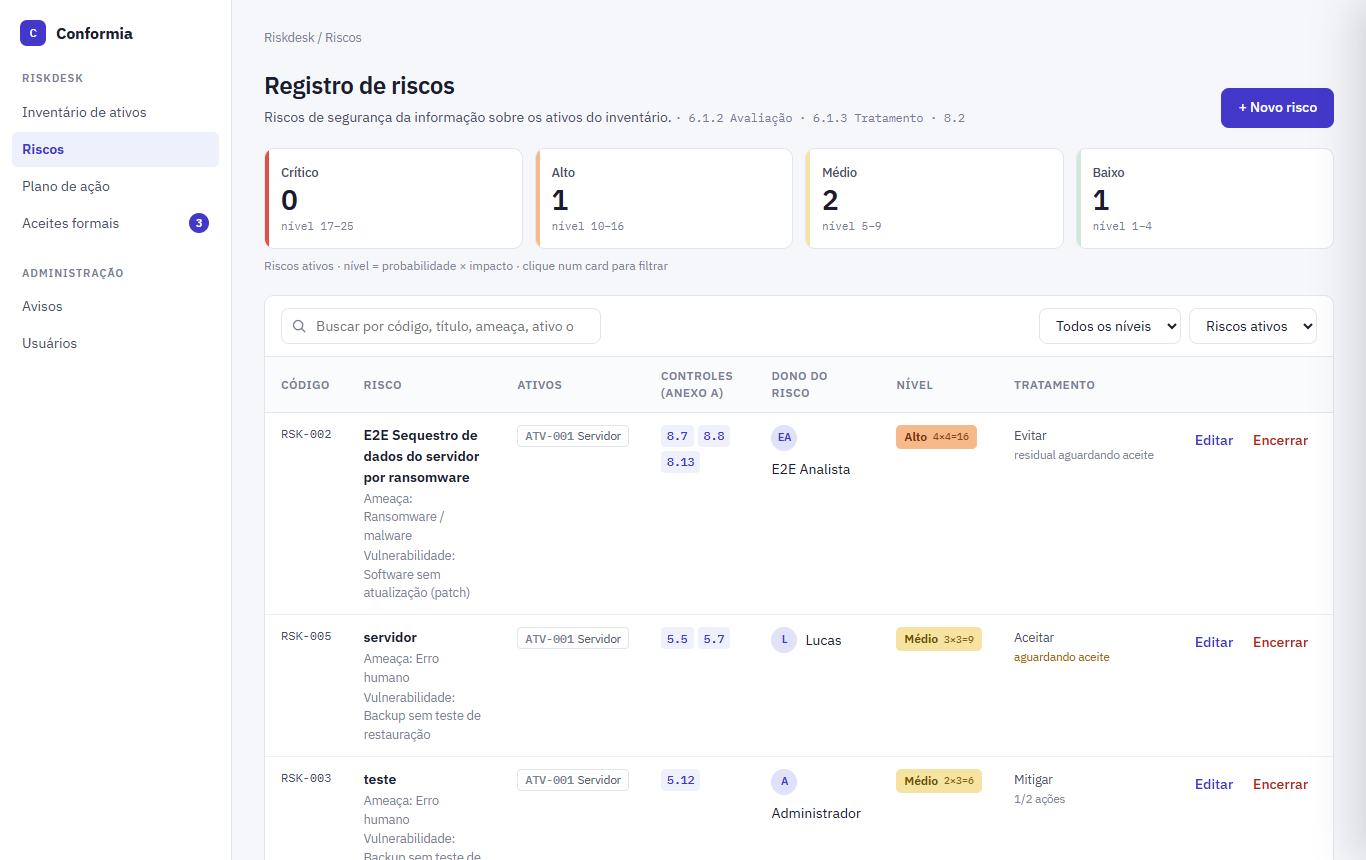 C Conformia
RISKDESK
Inventário de ativos
Riscos
Plano de ação
Aceites formais 3
ADMINISTRAÇÃO
Avisos
Usuários
Riskdesk / Riscos
Registro de riscos
Riscos de segurança da informação sobre os ativos do inventário. · 6.1.2 Avaliação · 6.1.3 Tratamento · 8.2
+ Novo risco
Crítico
0
nível 17–25
Alto
1
nível 10–16
Médio
2
nível 5–9
Baixo
1
nível 1–4
Riscos ativos · nível = probabilidade × impacto · clique num card para filtrar
Buscar por código, título, ameaça, ativo o
Todos os níveis
Riscos ativos
CÓDIGO
RISCO
ATIVOS
CONTROLES
(ANEXO A)
DONO DO
RISCO
NÍVEL
TRATAMENTO
RSK-002
E2E Sequestro de
dados do servidor
por ransomware
Ameaça:
Ransomware /
malware
Vulnerabilidade:
Software sem
atualização (patch)
ATV-001 Servidor
8.7 8.8
8.13
EA
E2E Analista
Alto 4×4=16
Evitar
residual aguardando aceite
Editar
Encerrar
RSK-005
servidor
Ameaça: Erro
humano
Vulnerabilidade:
Backup sem teste de
restauração
ATV-001 Servidor
5.5 5.7
L Lucas
Médio 3×3=9
Aceitar
aguardando aceite
Editar
Encerrar
RSK-003
teste
Ameaça: Erro
humano
Vulnerabilidade:
Backup sem teste de
ATV-001 Servidor
5.12
A
Administrador
Médio 2×3=6
Mitigar
1/2 ações
Editar
Encerrar